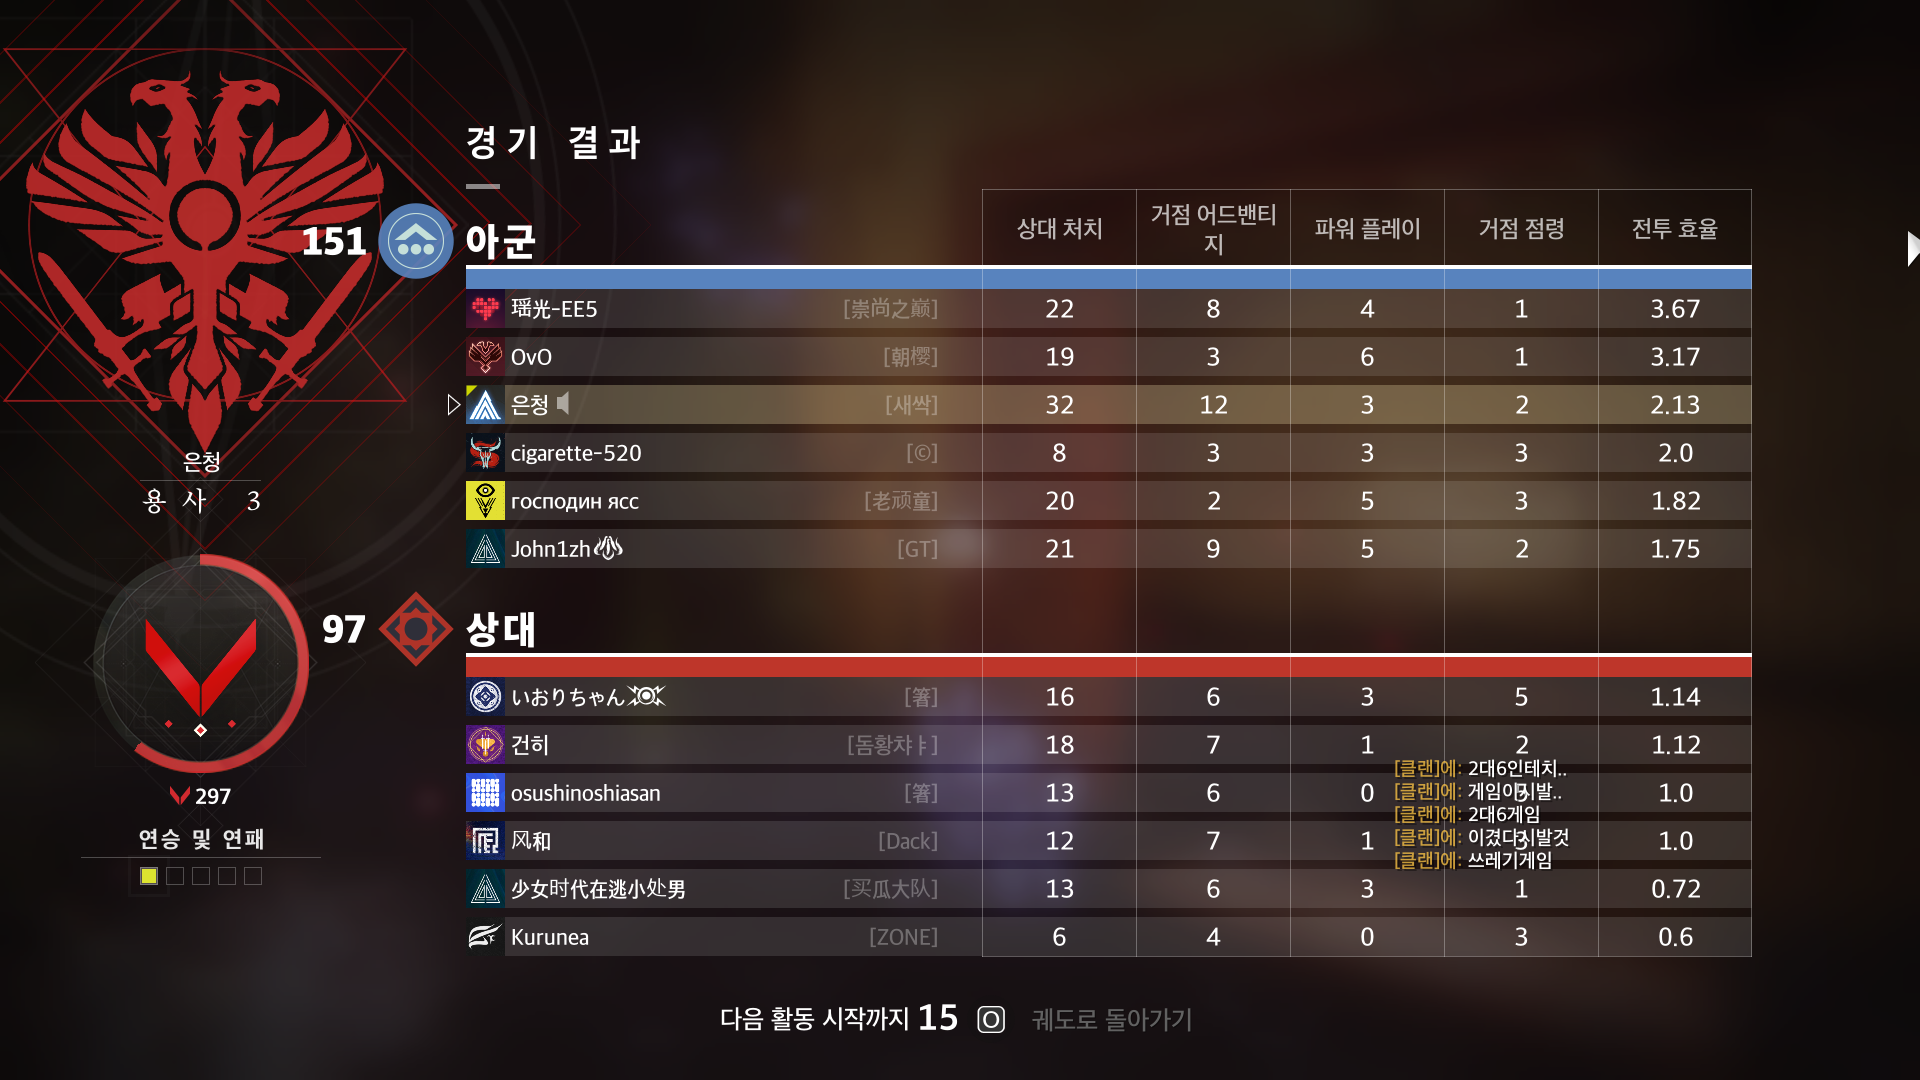 경기 결과
상대 처치 거점 어드밴티지 파워 플레이 거점 점령 전투 효율
151 아군
瑶光-EE5 [崇尚之巅] 22 8 4 1 3.67
OvO [朝樱] 19 3 6 1 3.17
은청 [새싹] 32 12 3 2 2.13
cigarette-520 [©] 8 3 3 3 2.0
господин ясс [老顽童] 20 2 5 3 1.82
John1zh [GT] 21 9 5 2 1.75
은청
용사 3
97 상대
いおりちゃん [箸] 16 6 3 5 1.14
건히 [돔황챠ㅑ] 18 7 1 2 1.12
osushinoshiasan [箸] 13 6 0 1.0
风和 [Dack] 12 7 1 3 1.0
少女时代在逃小处男 [买瓜大队] 13 6 3 1 0.72
Kurunea [ZONE] 6 4 0 3 0.6
297
연승 및 연패
[클랜]에: 2대6인테치..
[클랜]에: 게임이시발..
[클랜]에: 2대6게임
[클랜]에: 이겼다시발것
[클랜]에: 쓰레기게임
다음 활동 시작까지 15 O 궤도로 돌아가기